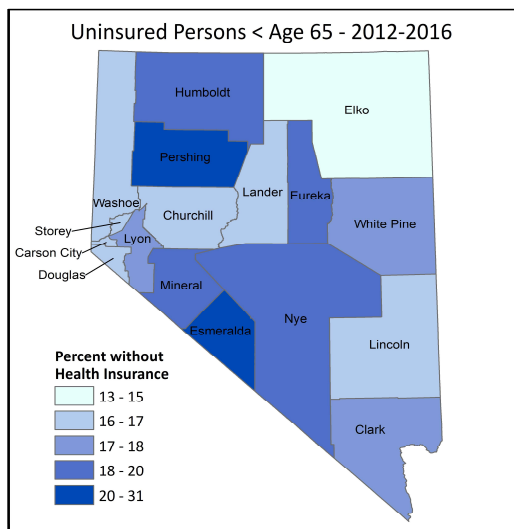 Uninsured Persons < Age 65 - 2012-2016
Humboldt
Elko
Pershing
Washoe
Lander
Eureka
Storey
Churchill
White Pine
Lyon
Carson City
Douglas
Mineral
Nye
Esmeralda
Lincoln
Clark
Percent without
Health Insurance
13 - 15
16 - 17
17 - 18
18 - 20
20 - 31